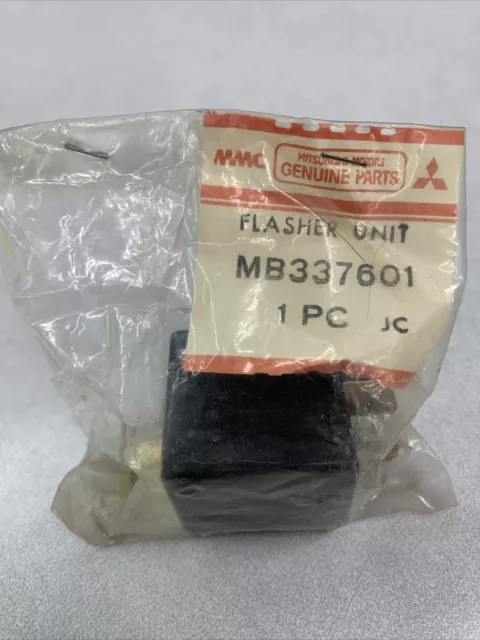 MMC
MITSUBISHI MOTORS
GENUINE PARTS
FLASHER UNIT
MB337601
1 PC JC